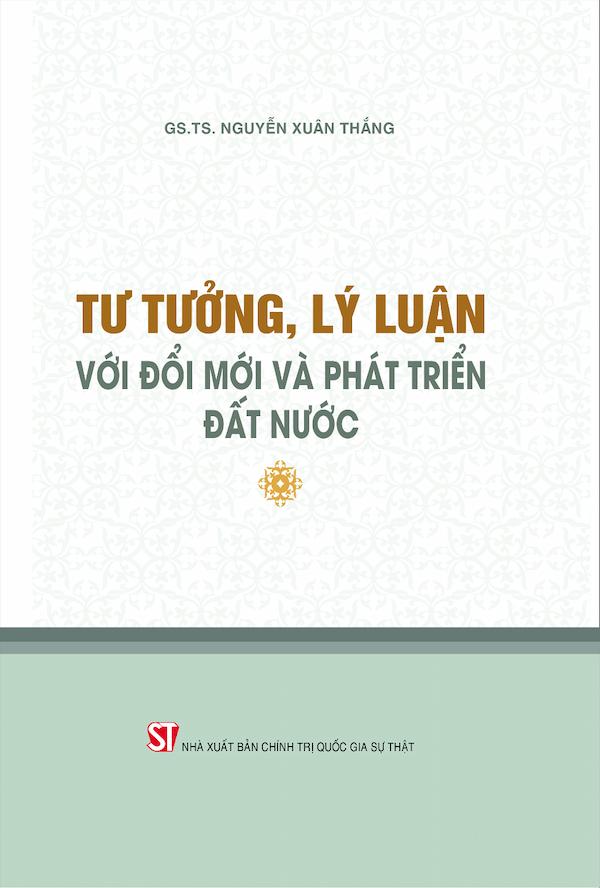 GS.TS. NGUYỄN XUÂN THẮNG
TƯ TƯỞNG, LÝ LUẬN
VỚI ĐỔI MỚI VÀ PHÁT TRIỂN
ĐẤT NƯỚC
ST NHÀ XUẤT BẢN CHÍNH TRỊ QUỐC GIA SỰ THẬT